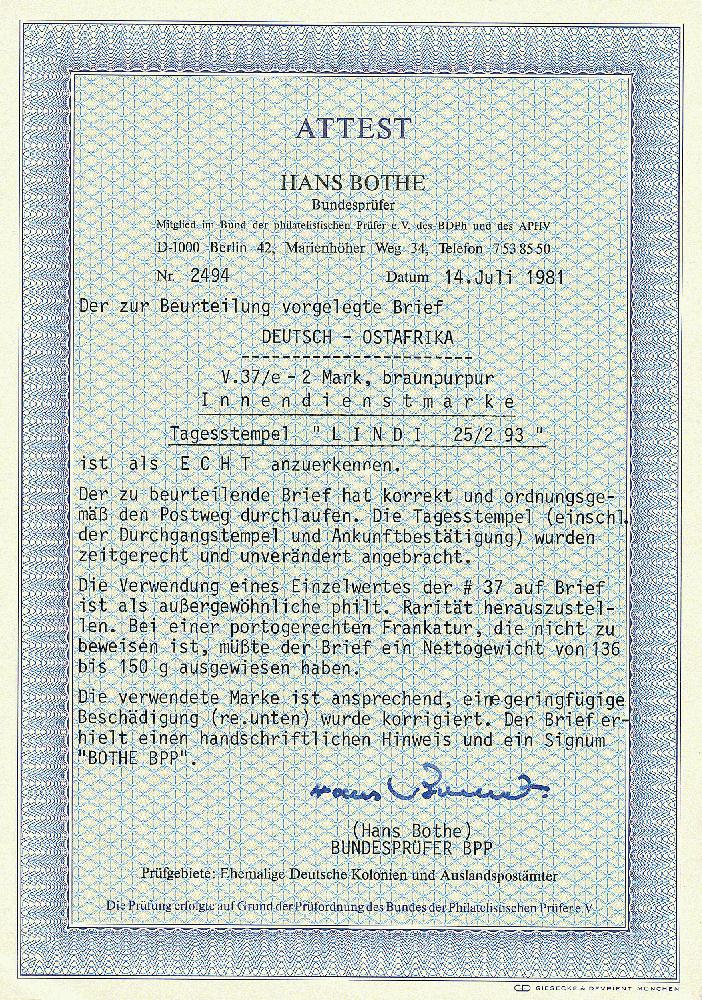 ATTEST
HANS BOTHE
Bundesprüfer
Mitglied im Bund der philatelistischen Prüfer e.V. des BDPh und des APHV
D-1000 Berlin 42, Marienhöher Weg 34, Telefon 753 85 50
Nr. 2494 Datum 14.Juli 1981
Der zur Beurteilung vorgelegte Brief
DEUTSCH - OSTAFRIKA
-------------------
V.37/e - 2 Mark, braunpurpur
I n n e n d i e n s t m a r k e
Tagesstempel " L I N D I 25/2 93 "
ist als E C H T anzuerkennen.
Der zu beurteilende Brief hat korrekt und ordnungsge-
mäß den Postweg durchlaufen. Die Tagesstempel (einschl.
der Durchgangstempel und Ankunftbestätigung) wurden
zeitgerecht und unverändert angebracht.
Die Verwendung eines Einzelwertes der # 37 auf Brief
ist als außergewöhnliche philt. Rarität herauszustel-
len. Bei einer portogerechten Frankatur, die nicht zu
beweisen ist, müßte der Brief ein Nettogewicht von 136
bis 150 g ausgewiesen haben.
Die verwendete Marke ist ansprechend, eine geringfügige
Beschädigung (re.unten) wurde korrigiert. Der Brief er-
hielt einen handschriftlichen Hinweis und ein Signum
"BOTHE BPP".
(Hans Bothe)
BUNDESPRÜFER BPP
Prüfgebiete: Ehemalige Deutsche Kolonien und Auslandspostämter
Die Prüfung erfolgte auf Grund der Prüfordnung des Bundes der Philatelistischen Prüfer e.V.
GIESECKE & DEVRIENT MÜNCHEN